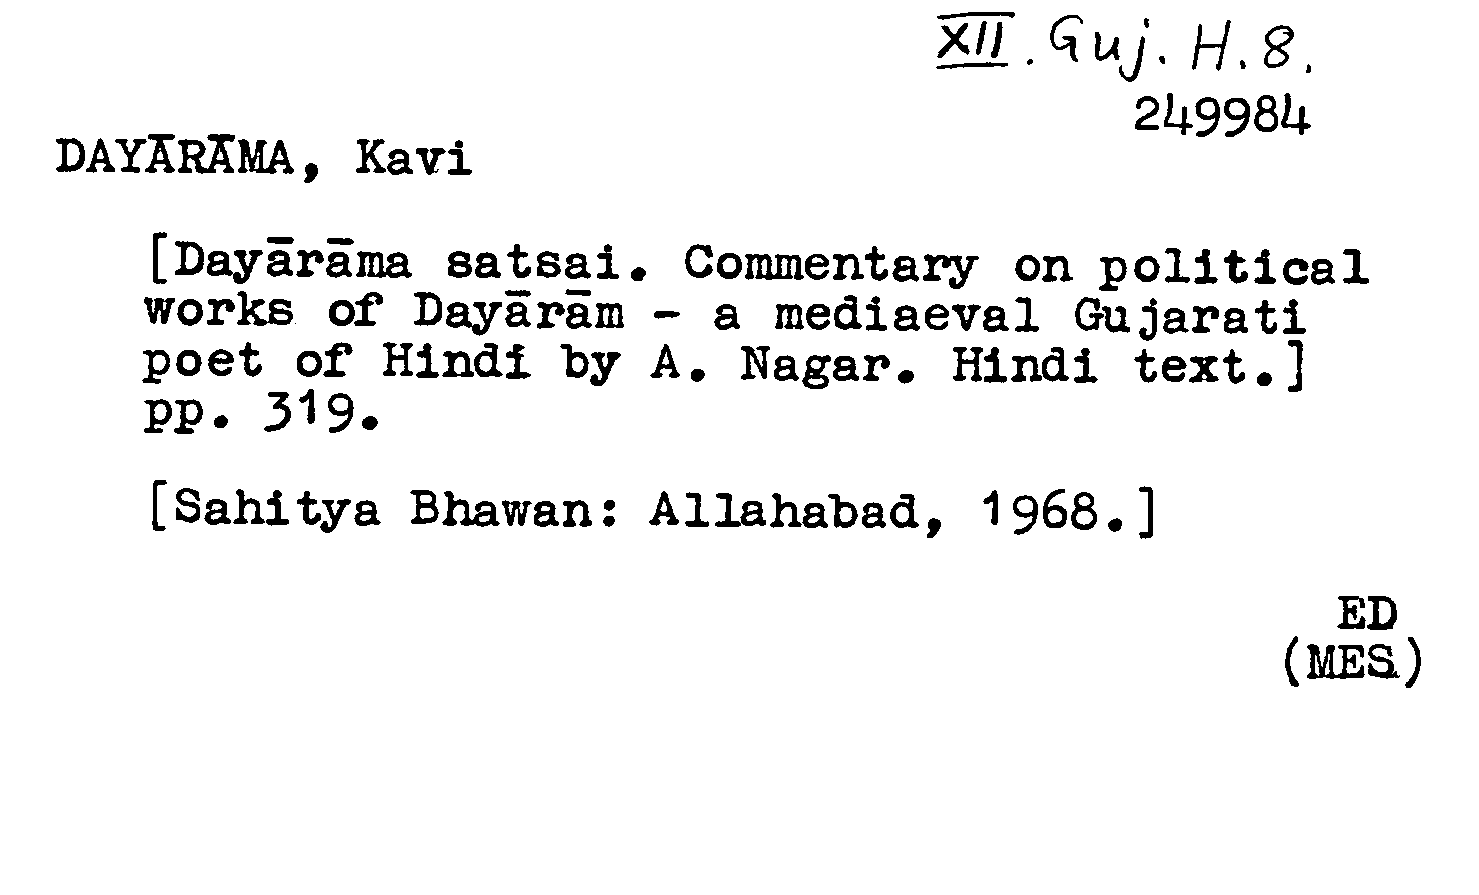 XII. Guj. H. 8.
249984
DAYĀRĀMA, Kavi
[Dayārāma satsai. Commentary on political
works of Dayārām - a mediaeval Gujarati
poet of Hindi by A. Nagar. Hindi text.]
pp. 319.
[Sahitya Bhawan: Allahabad, 1968.]
ED
(MES)